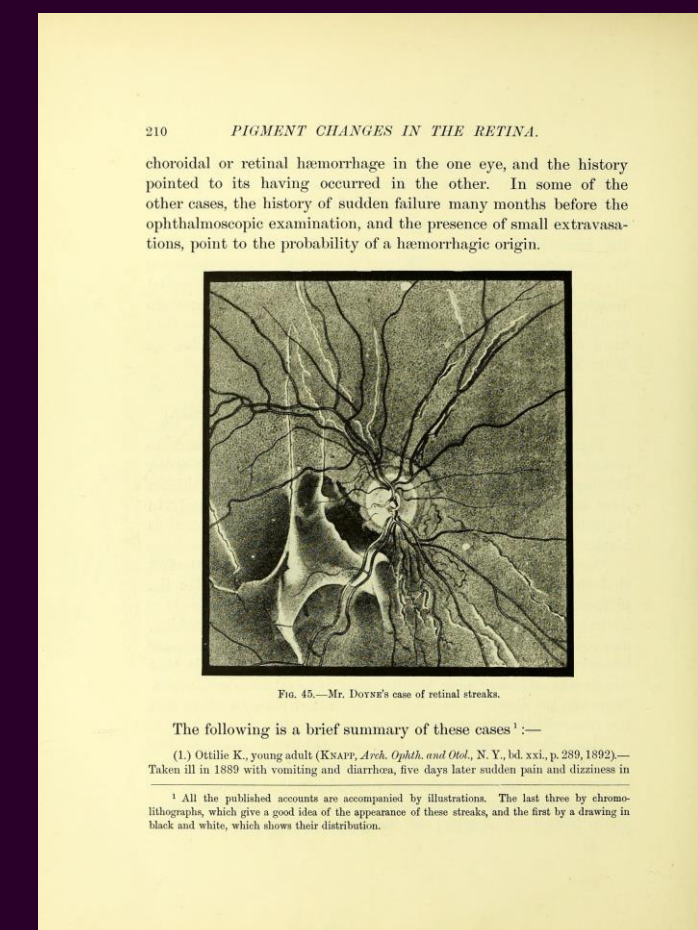 210 PIGMENT CHANGES IN THE RETINA.
choroidal or retinal hæmorrhage in the one eye, and the history
pointed to its having occurred in the other. In some of the
other cases, the history of sudden failure many months before the
ophthalmoscopic examination, and the presence of small extravasa-
tions, point to the probability of a hæmorrhagic origin.
FIG. 45.—Mr. DOYNE'S case of retinal streaks.
The following is a brief summary of these cases ¹ :—
(1.) Ottilie K., young adult (KNAPP, Arch. Ophth. and Otol., N. Y., bd. xxi., p. 289, 1892).—
Taken ill in 1889 with vomiting and diarrhœa, five days later sudden pain and dizziness in
¹ All the published accounts are accompanied by illustrations. The last three by chromo-
lithographs, which give a good idea of the appearance of these streaks, and the first by a drawing in
black and white, which shows their distribution.